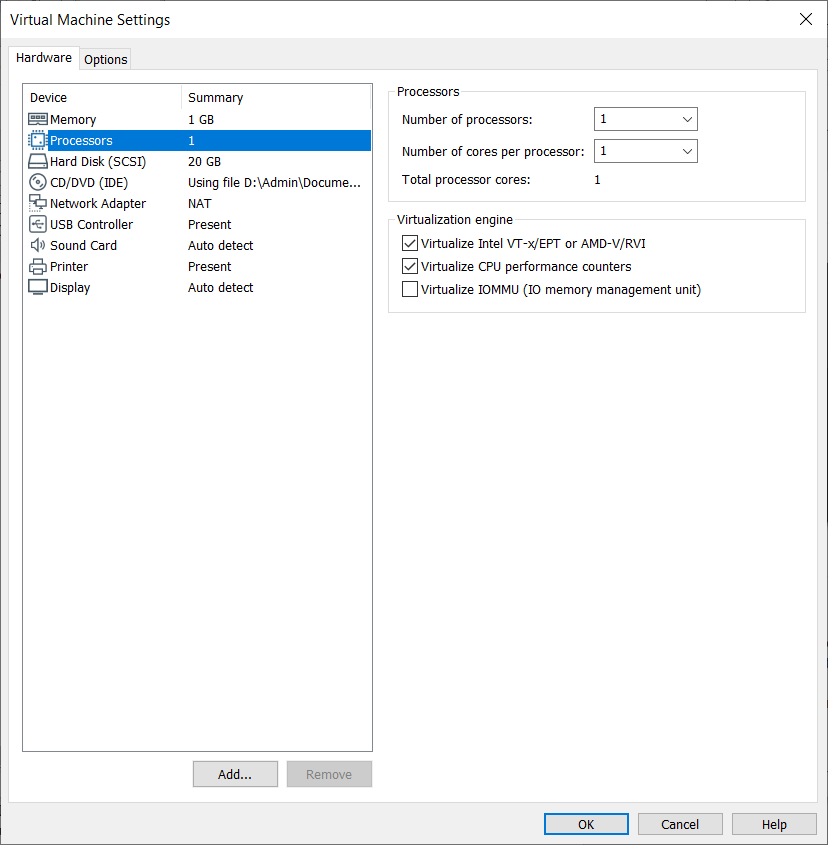 Virtual Machine Settings
Hardware Options
Device Summary
Memory 1 GB
Processors 1
Hard Disk (SCSI) 20 GB
CD/DVD (IDE) Using file D:\Admin\Docume...
Network Adapter NAT
USB Controller Present
Sound Card Auto detect
Printer Present
Display Auto detect
Add... Remove
Processors
Number of processors: 1
Number of cores per processor: 1
Total processor cores: 1
Virtualization engine
Virtualize Intel VT-x/EPT or AMD-V/RVI
Virtualize CPU performance counters
Virtualize IOMMU (IO memory management unit)
OK Cancel Help